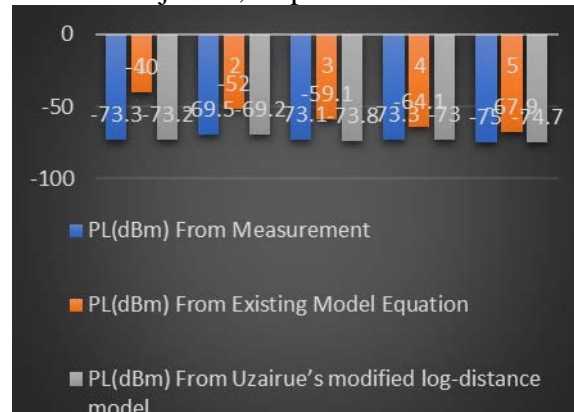 0
1 2 3 4 5
-40
-52
-59.1
-64.1
-67.9
-50
-73.3 -73.2 -69.5 -69.2 -73.1 -73.8 -73.3 -73 -75 -74.7
-100
PL(dBm) From Measurement
PL(dBm) From Existing Model Equation
PL(dBm) From Uzairue's modified log-distance
model